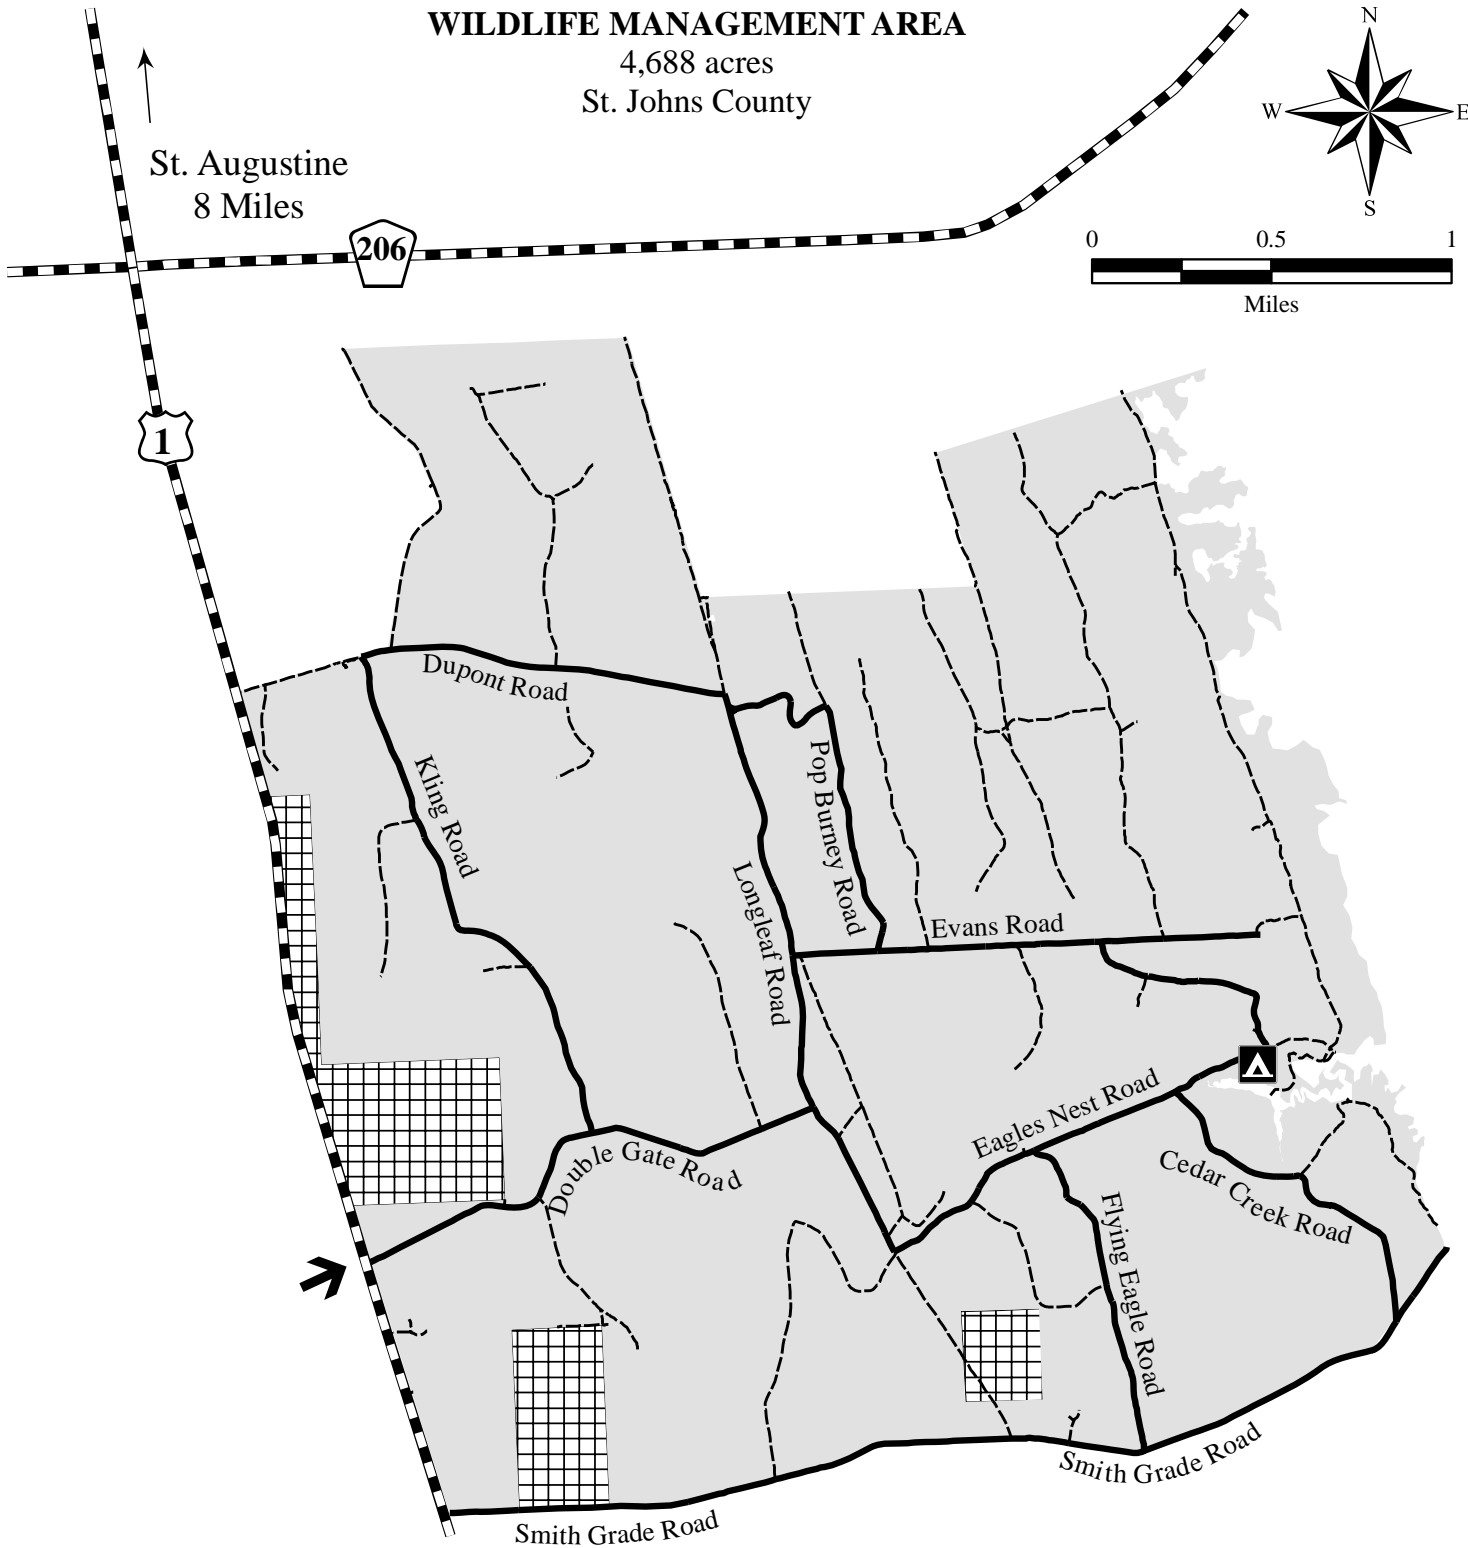 WILDLIFE MANAGEMENT AREA
4,688 acres
St. Johns County
N
W
E
S
St. Augustine
8 Miles
206
0 0.5 1
Miles
1
Dupont Road
Kling Road
Pop Burney Road
Longleaf Road
Evans Road
Eagles Nest Road
Double Gate Road
Cedar Creek Road
Flying Eagle Road
Smith Grade Road
Smith Grade Road